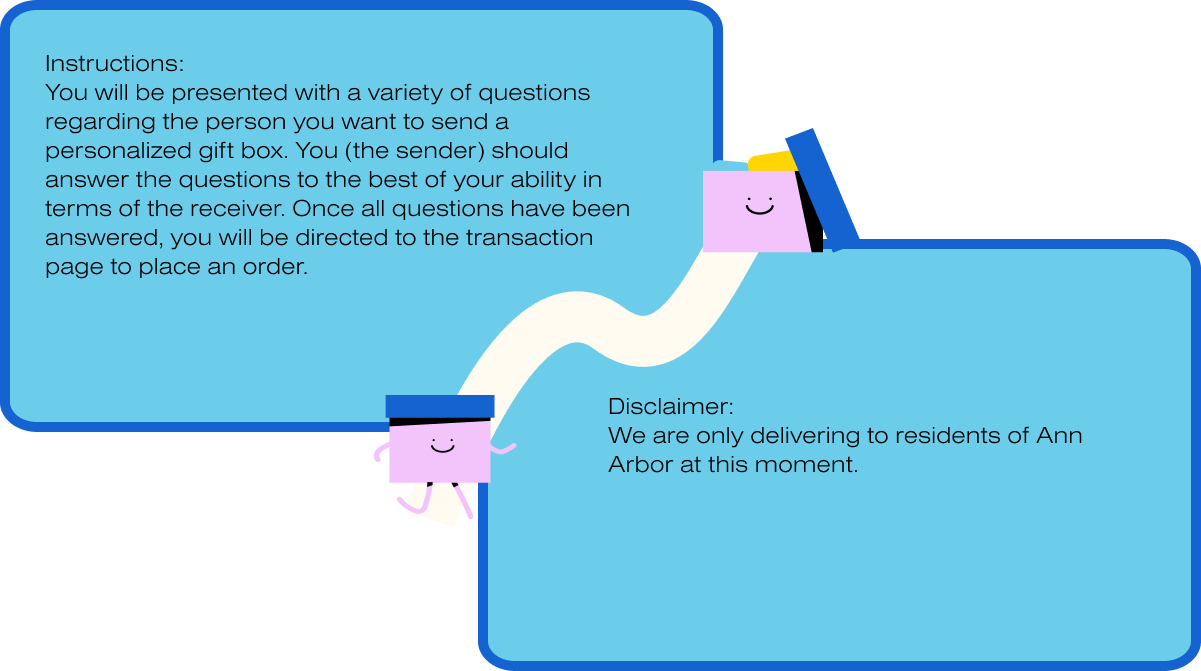 Instructions:
You will be presented with a variety of questions
regarding the person you want to send a
personalized gift box. You (the sender) should
answer the questions to the best of your ability in
terms of the receiver. Once all questions have been
answered, you will be directed to the transaction
page to place an order.
Disclaimer:
We are only delivering to residents of Ann
Arbor at this moment.